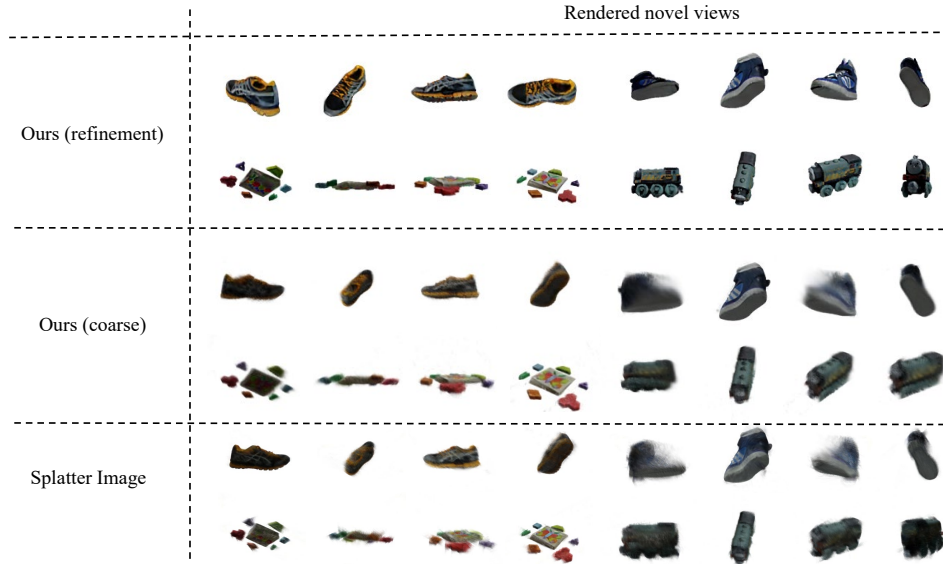 Rendered novel views
Ours (refinement)
Ours (coarse)
Splatter Image